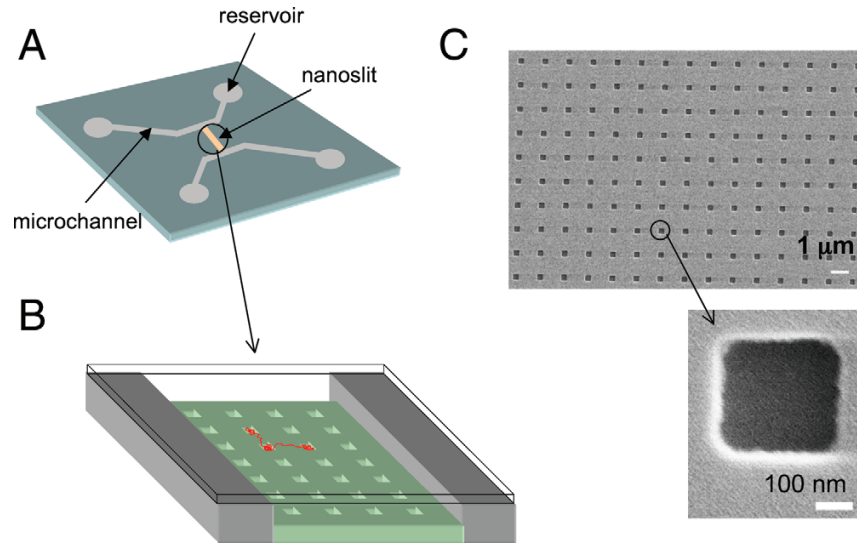 A
reservoir
nanoslit
microchannel
B
C
1 μm
100 nm